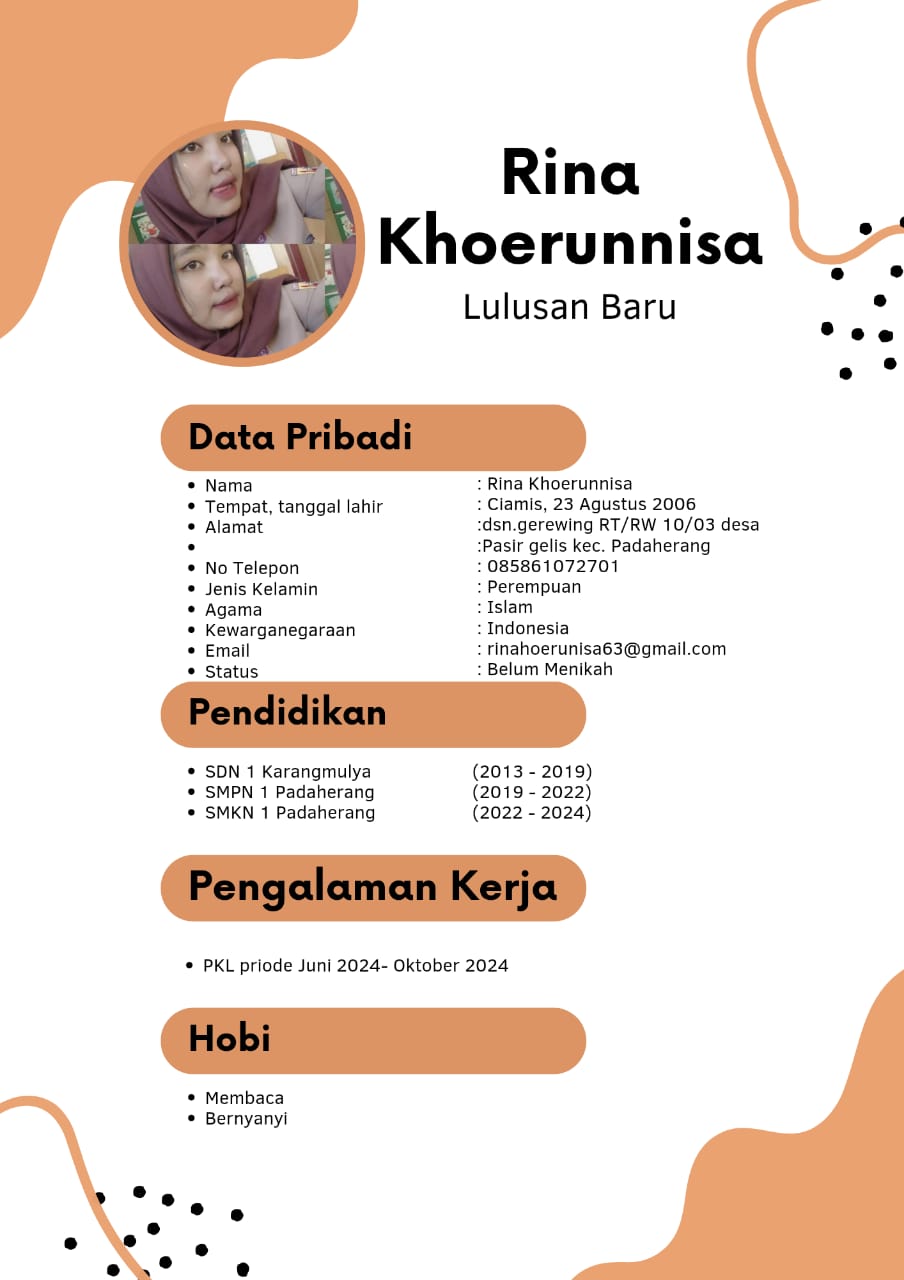 Rina
Khoerunnisa
Lulusan Baru
Data Pribadi
• Nama : Rina Khoerunnisa
• Tempat, tanggal lahir : Ciamis, 23 Agustus 2006
• Alamat :dsn.gerewing RT/RW 10/03 desa
• :Pasir gelis kec. Padaherang
• No Telepon : 085861072701
• Jenis Kelamin : Perempuan
• Agama : Islam
• Kewarganegaraan : Indonesia
• Email : rinahoerunisa63@gmail.com
• Status : Belum Menikah
Pendidikan
• SDN 1 Karangmulya (2013 - 2019)
• SMPN 1 Padaherang (2019 - 2022)
• SMKN 1 Padaherang (2022 - 2024)
Pengalaman Kerja
• PKL priode Juni 2024- Oktober 2024
Hobi
• Membaca
• Bernyanyi